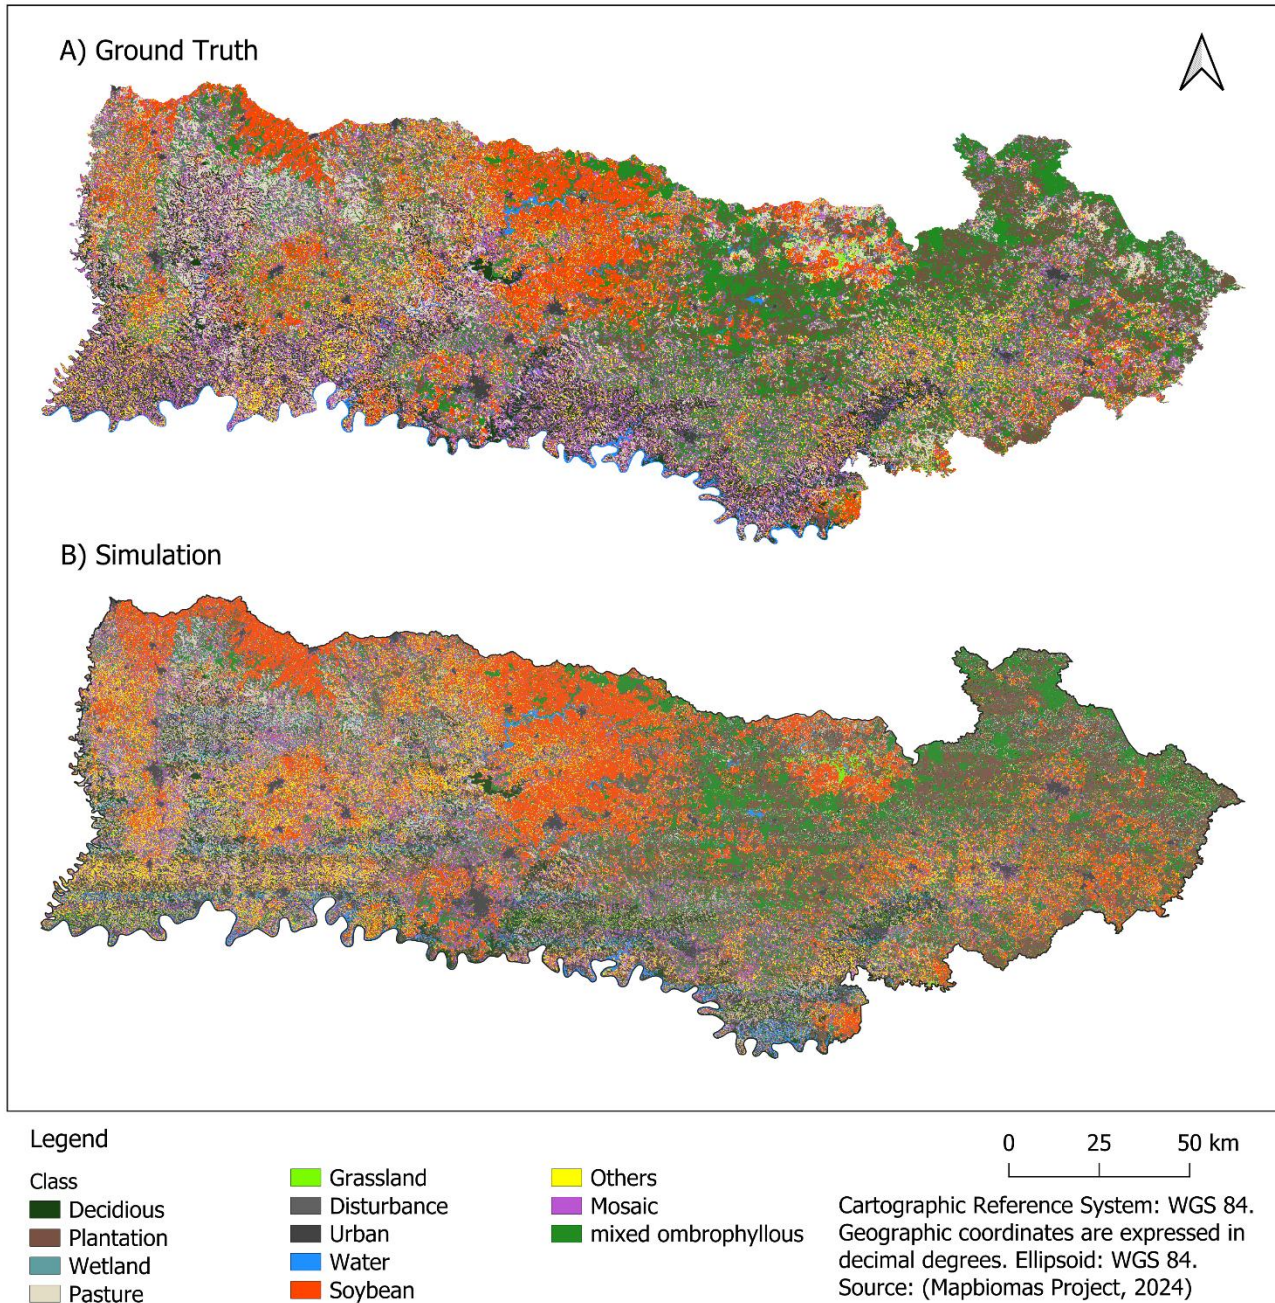 A) Ground Truth
B) Simulation
Legend
Class
Decidious
Plantation
Wetland
Pasture
Grassland
Disturbance
Urban
Water
Soybean
Others
Mosaic
mixed ombrophyllous
0 25 50 km
Cartographic Reference System: WGS 84.
Geographic coordinates are expressed in
decimal degrees. Ellipsoid: WGS 84.
Source: (Mapbiomas Project, 2024)